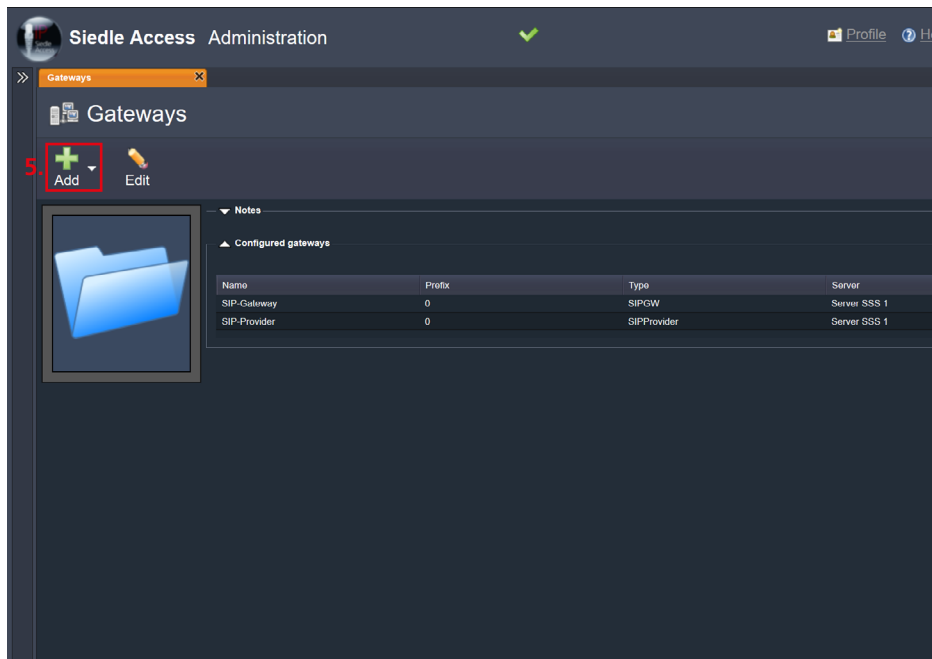 Siedle Access Administration
Profile
Gateways
Gateways
5.
Add
Edit
Notes
Configured gateways
Name Prefix Type Server
SIP-Gateway 0 SIPGW Server SSS 1
SIP-Provider 0 SIPProvider Server SSS 1